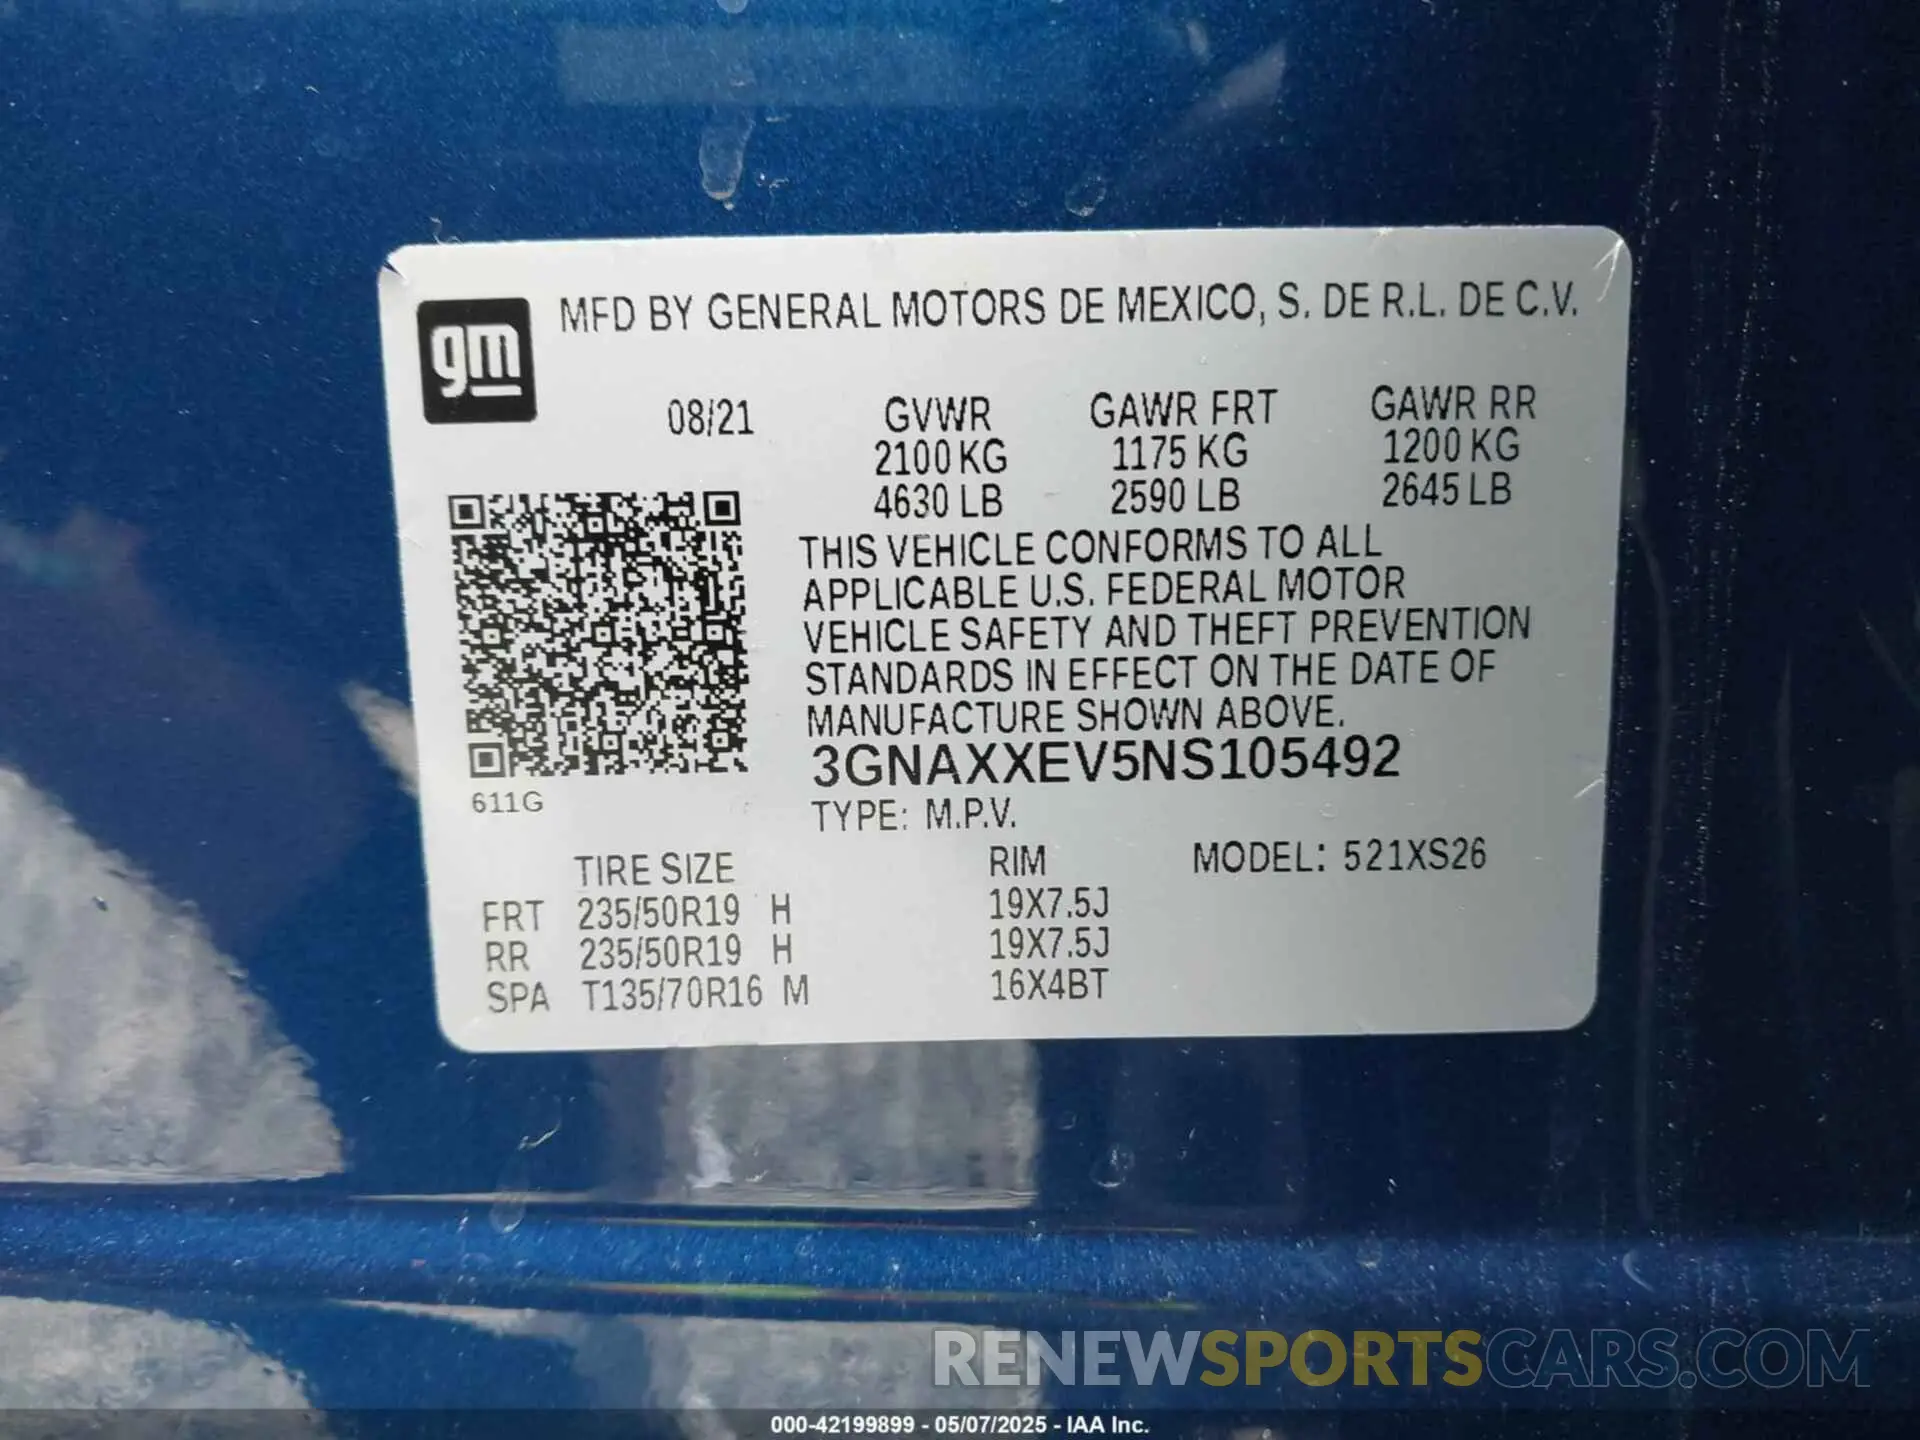 gm
MFD BY GENERAL MOTORS DE MEXICO, S. DE R.L. DE C.V.
08/21 GVWR GAWR FRT GAWR RR
2100 KG 1175 KG 1200 KG
4630 LB 2590 LB 2645 LB
THIS VEHICLE CONFORMS TO ALL
APPLICABLE U.S. FEDERAL MOTOR
VEHICLE SAFETY AND THEFT PREVENTION
STANDARDS IN EFFECT ON THE DATE OF
MANUFACTURE SHOWN ABOVE.
3GNAXXEV5NS105492
611G
TYPE: M.P.V.
TIRE SIZE RIM MODEL: 521XS26
FRT 235/50R19 H 19X7.5J
RR 235/50R19 H 19X7.5J
SPA T135/70R16 M 16X4BT
RENEWSPORTSCARS.COM
000-42199899 - 05/07/2025 - IAA Inc.